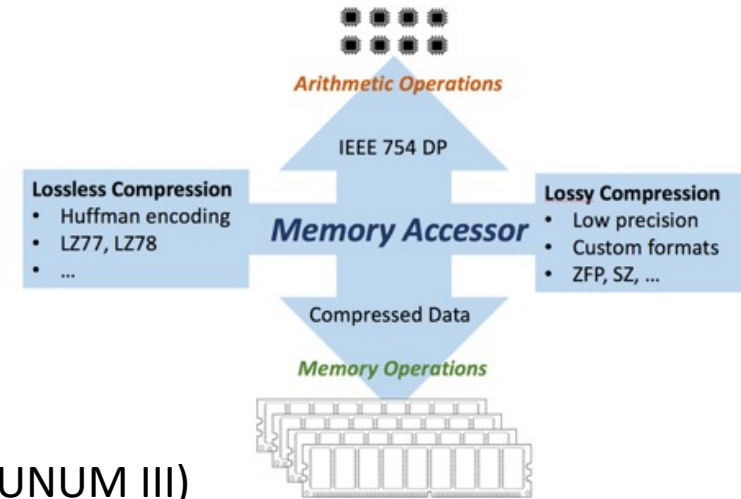 Arithmetic Operations
IEEE 754 DP
Lossless Compression
• Huffman encoding
• LZ77, LZ78
• ...
Memory Accessor
Lossy Compression
• Low precision
• Custom formats
• ZFP, SZ, ...
Compressed Data
Memory Operations
UNUM III)